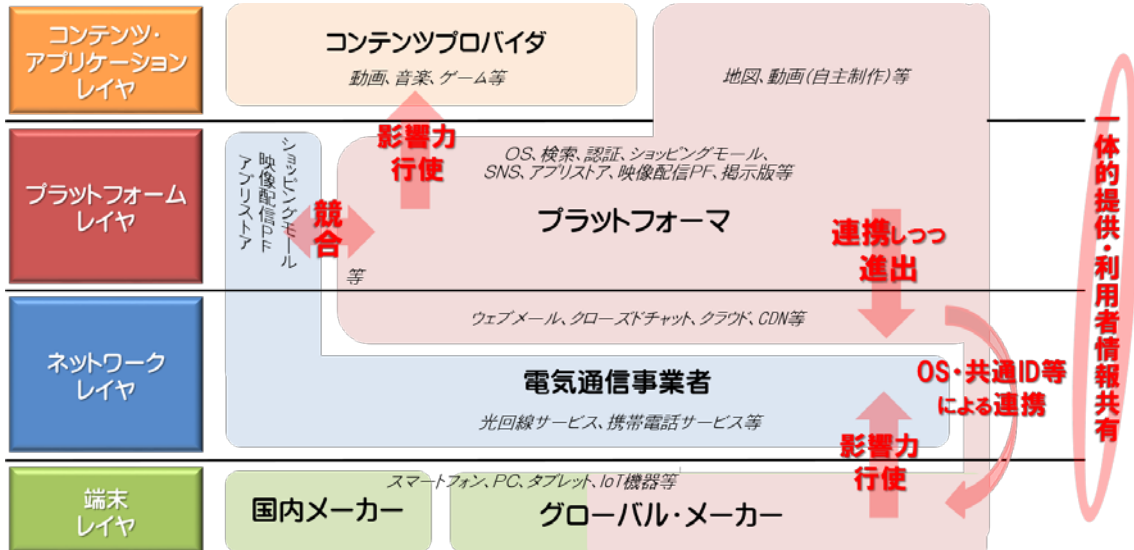 コンテンツ・
アプリケーション
レイヤ
コンテンツプロバイダ
動画、音楽、ゲーム等
地図、動画(自主制作)等
プラットフォーム
レイヤ
ショッピングモール
映像配信PF
アプリストア
等
競
合
影響力
行使
OS、検索、認証、ショッピングモール、
SNS、アプリストア、映像配信PF、掲示版等
プラットフォーマ
連携しつつ
進出
ネットワーク
レイヤ
ウェブメール、クローズドチャット、クラウド、CDN等
電気通信事業者
光回線サービス、携帯電話サービス等
OS・共通ID等
による連携
影響力
行使
端末
レイヤ
スマートフォン、PC、タブレット、IoT機器等
国内メーカー
グローバル・メーカー
一体的提供・利用者情報共有